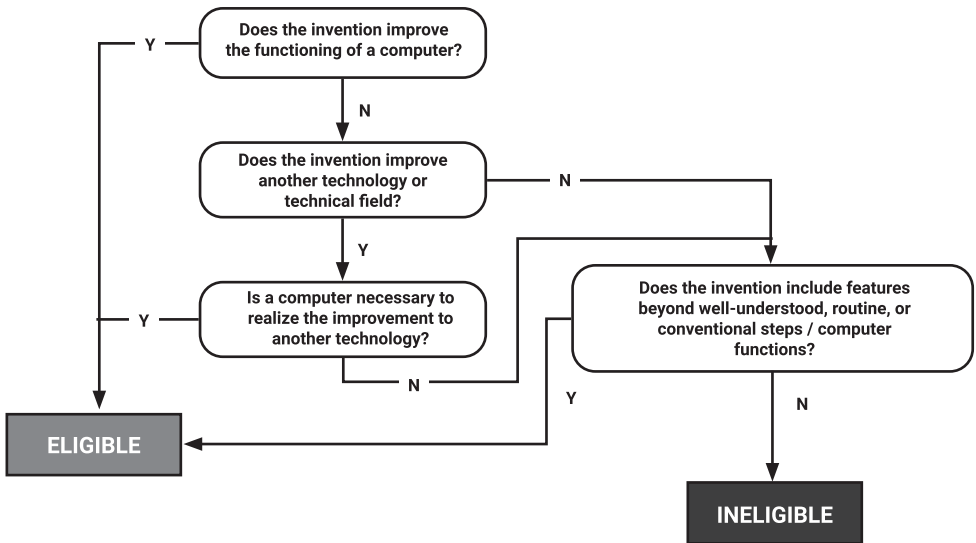 Does the invention improve
the functioning of a computer?
Y
N
Does the invention improve
another technology or
technical field?
N
Y
Is a computer necessary to
realize the improvement to
another technology?
Y
N
Does the invention include features
beyond well-understood, routine, or
conventional steps / computer
functions?
Y
N
ELIGIBLE
INELIGIBLE